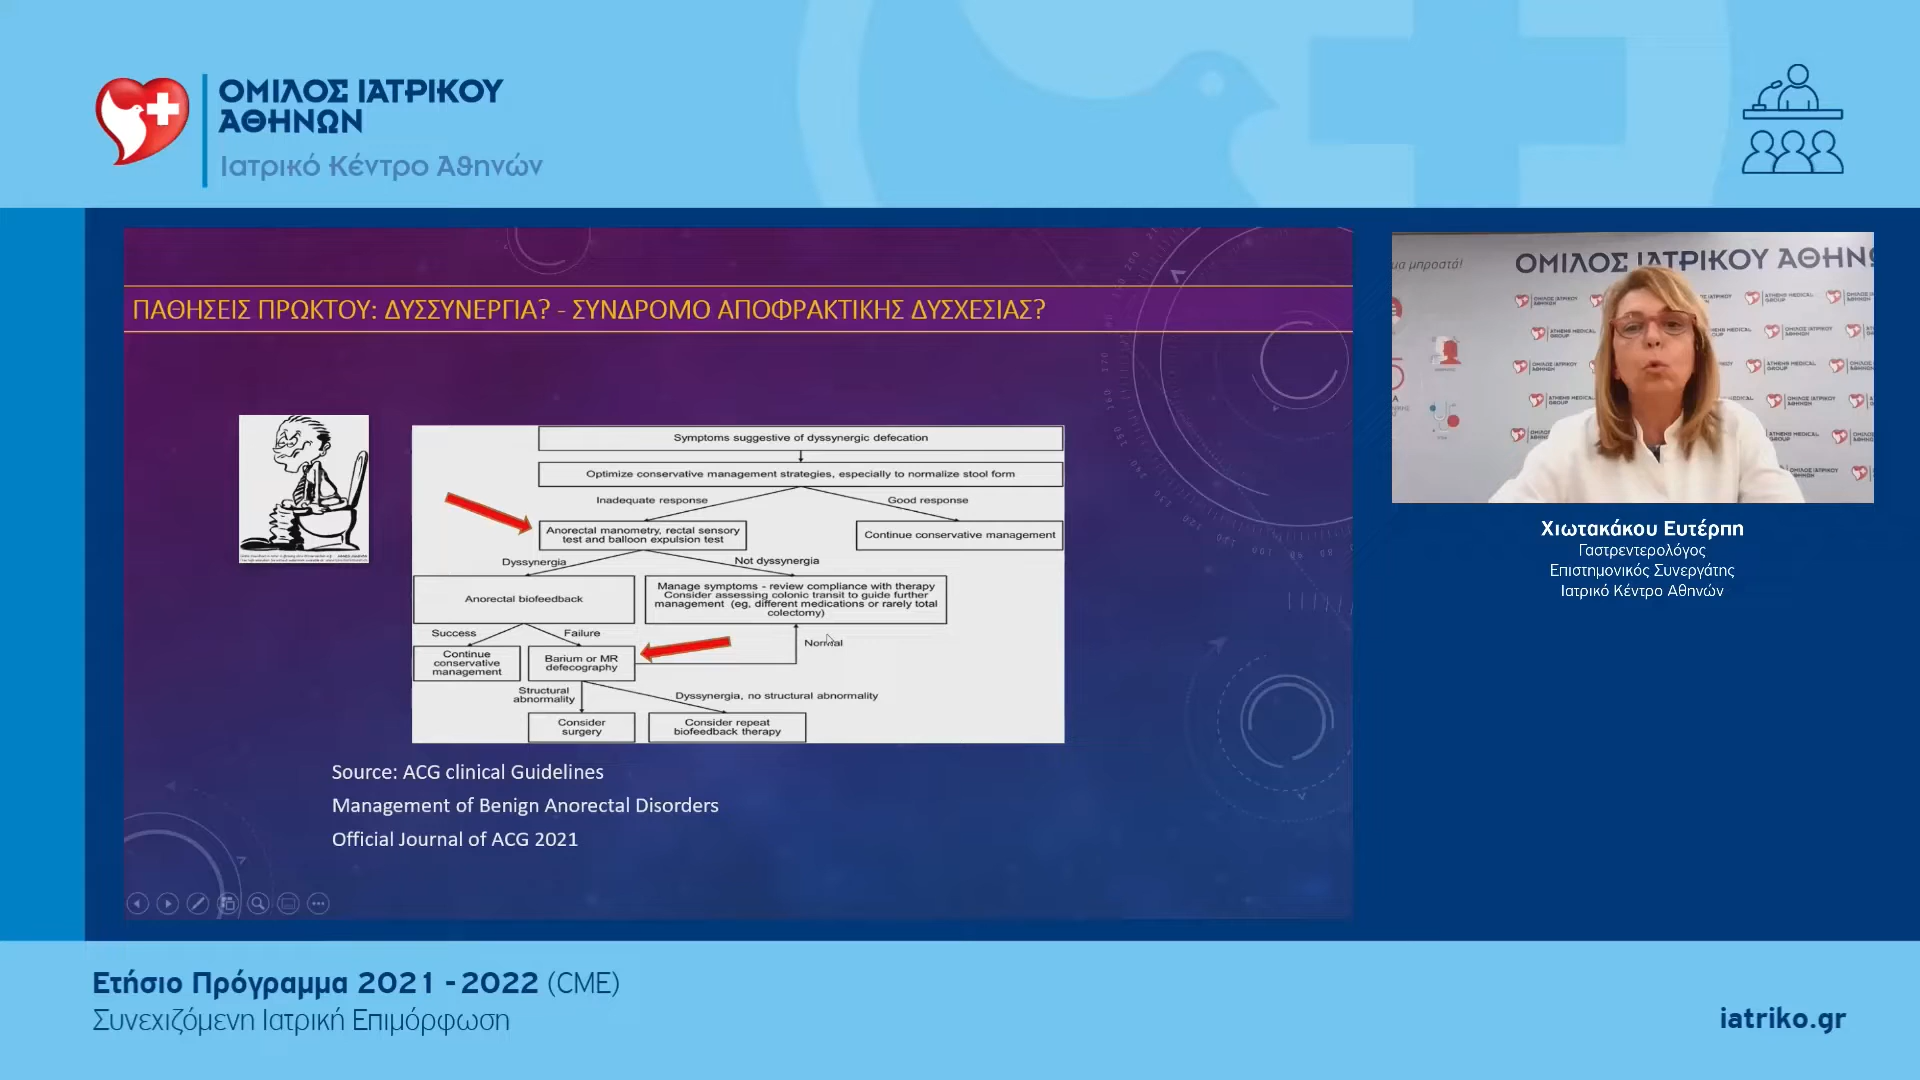 ΟΜΙΛΟΣ ΙΑΤΡΙΚΟΥ
ΑΘΗΝΩΝ
Ιατρικό Κέντρο Αθηνών
ΠΑΘΗΣΕΙΣ ΠΡΩΚΤΟΥ: ΔΥΣΣΥΝΕΡΓΙΑ? - ΣΥΝΔΡΟΜΟ ΑΠΟΦΡΑΚΤΙΚΗΣ ΔΥΣΧΕΣΙΑΣ?
Symptoms suggestive of dyssynergic defecation
Optimize conservative management strategies, especially to normalize stool form
Inadequate response
Good response
Anorectal manometry, rectal sensory
test and balloon expulsion test
Continue conservative management
Dyssynergia
Not dyssynergia
Anorectal biofeedback
Manage symptoms - review compliance with therapy
Consider assessing colonic transit to guide further
management (eg, different medications or rarely total
colectomy)
Success
Failure
Normal
Continue
conservative
management
Barium or MR
defecography
Structural
abnormality
Dyssynergia, no structural abnormality
Consider
surgery
Consider repeat
biofeedback therapy
Source: ACG clinical Guidelines
Management of Benign Anorectal Disorders
Official Journal of ACG 2021
μα μπροστά!
ΟΜΙΛΟΣ ΙΑΤΡΙΚΟΥ ΑΘΗΝΩ
ATHENS MEDICAL
GROUP
Χιωτακάκου Ευτέρπη
Γαστρεντερολόγος
Επιστημονικός Συνεργάτης
Ιατρικό Κέντρο Αθηνών
Ετήσιο Πρόγραμμα 2021 - 2022 (CME)
Συνεχιζόμενη Ιατρική Επιμόρφωση
iatriko.gr